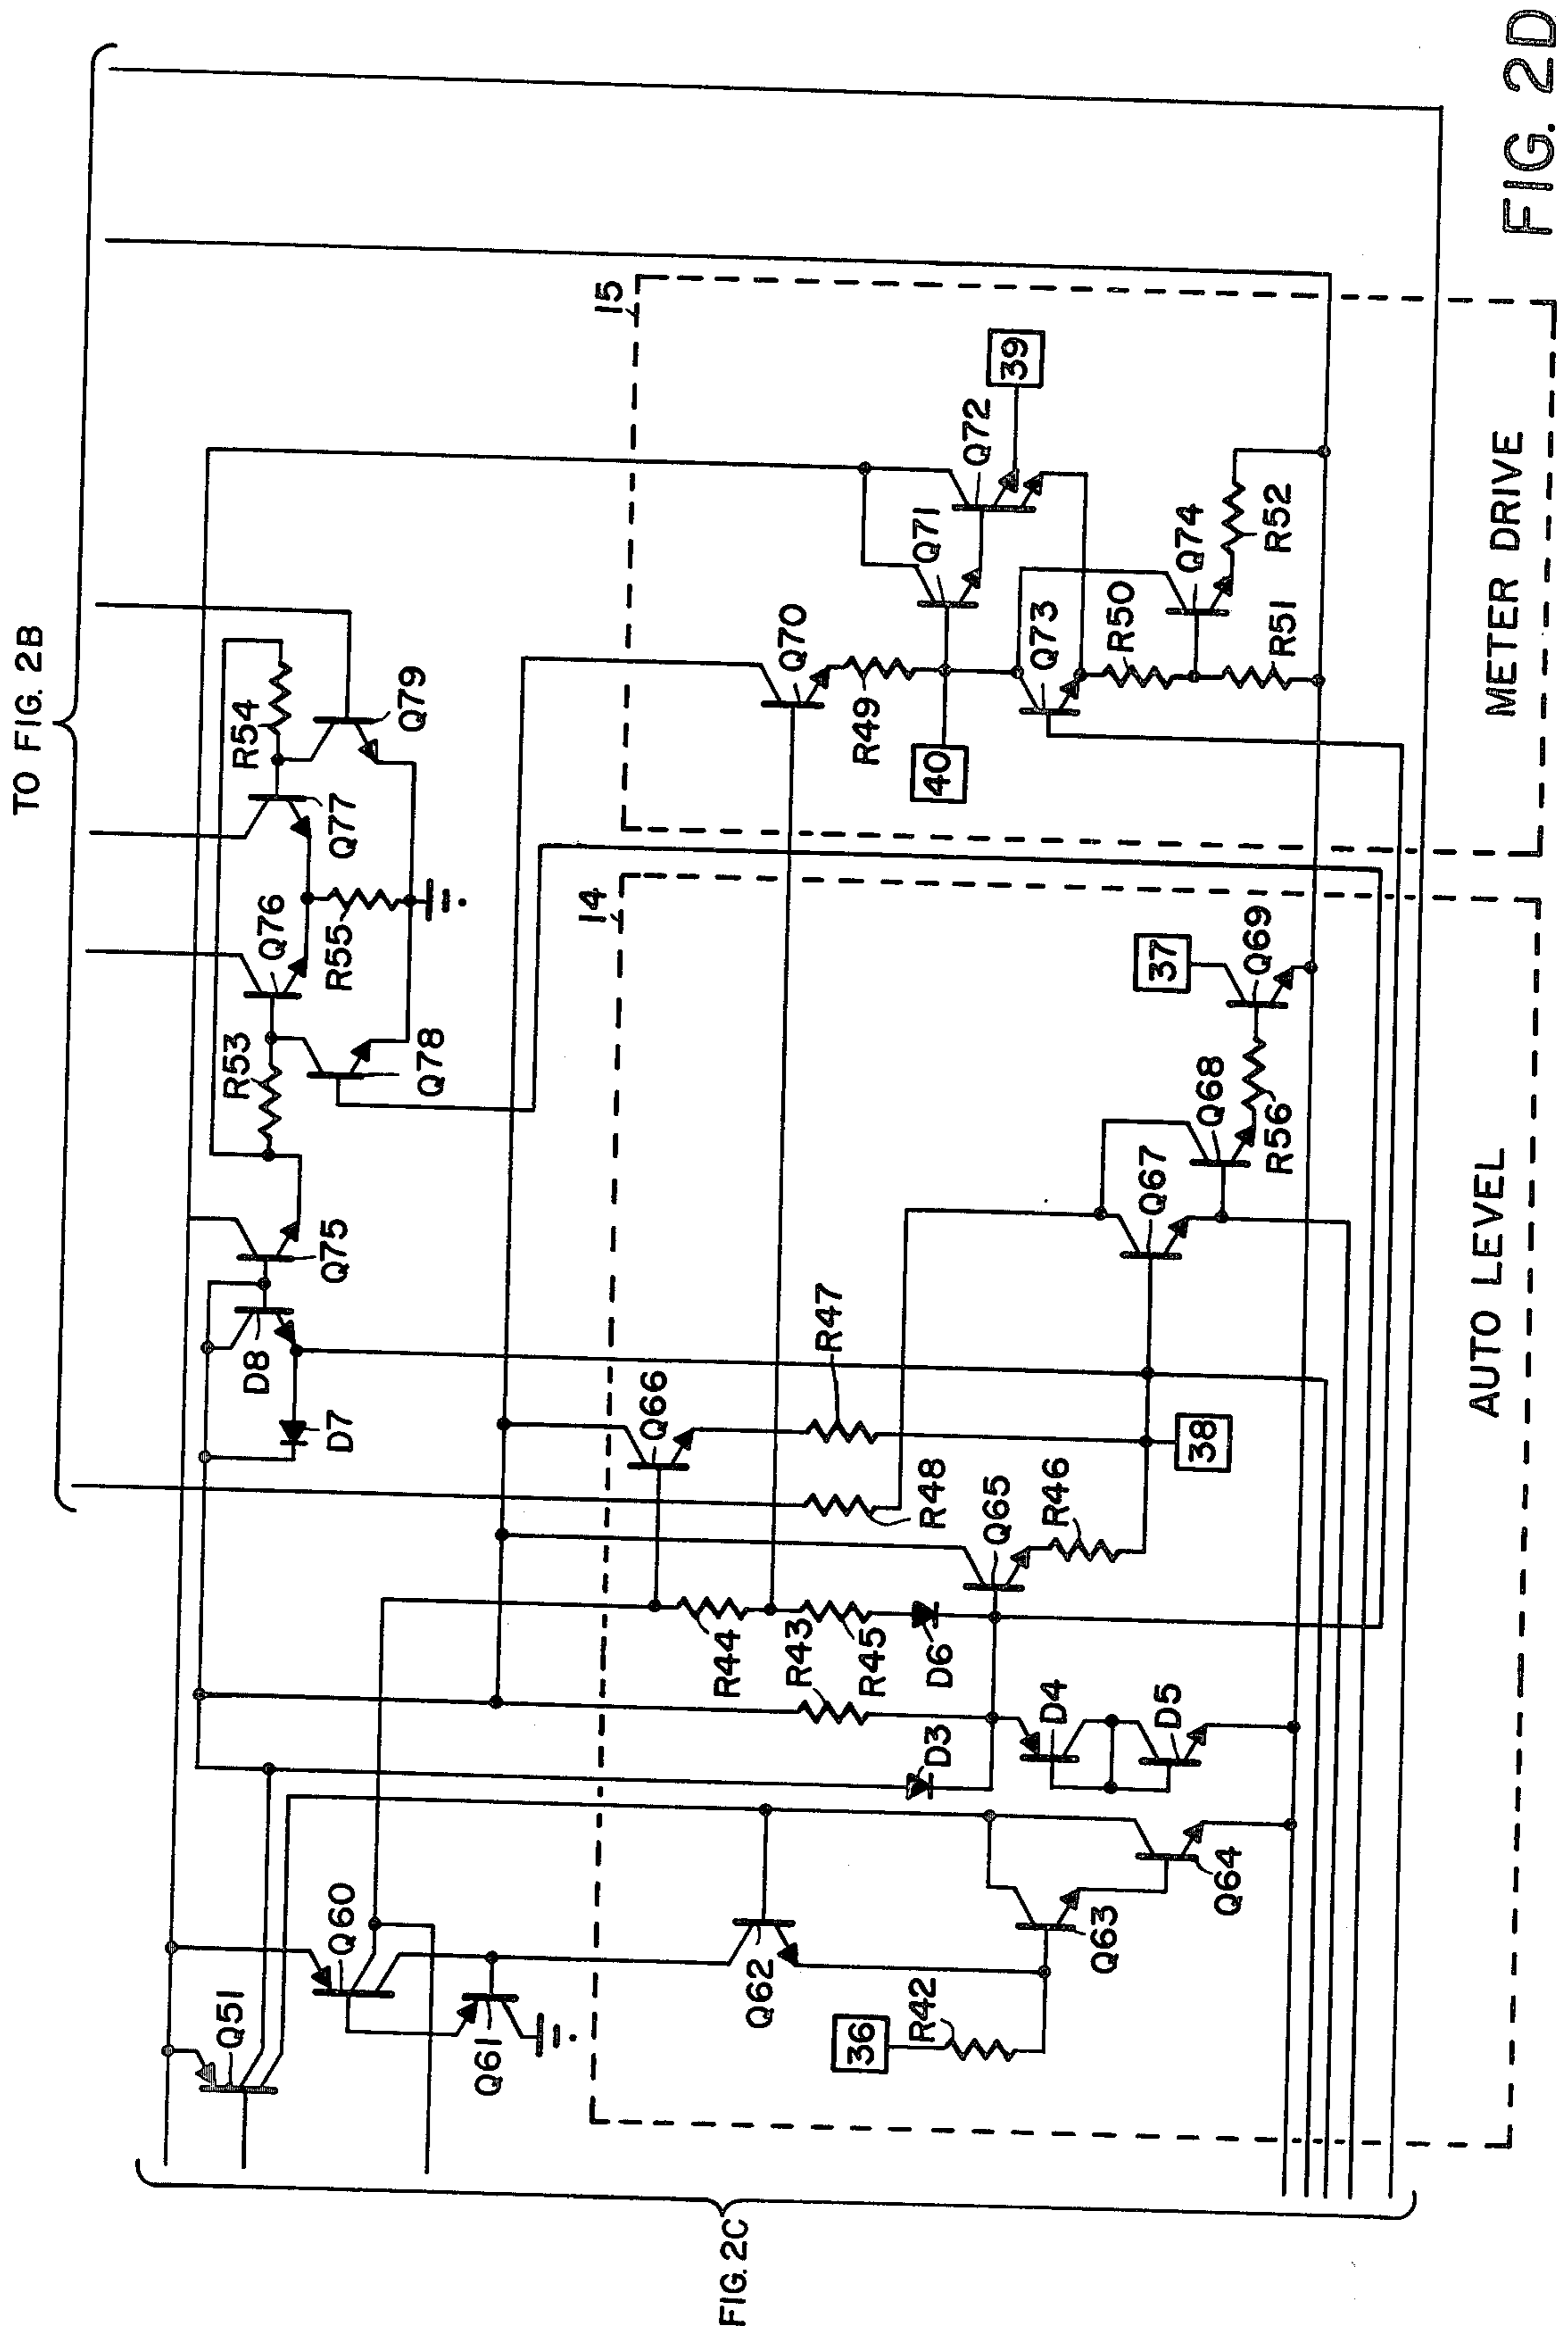 TO FIG. 2B
Q51
Q60
Q61
D7
D8
Q75
R53
Q78
Q76
R55
Q77
R54
Q79
14
15
FIG. 2C
36
R42
Q62
Q63
Q64
D3
D4
D5
R43
R44
R45
D6
Q65
R46
R48
Q66
R47
38
Q67
Q68
R56
Q69
37
Q70
R49
40
Q71
Q72
39
Q73
R50
Q74
R51
R52
AUTO LEVEL
METER DRIVE
FIG. 2D